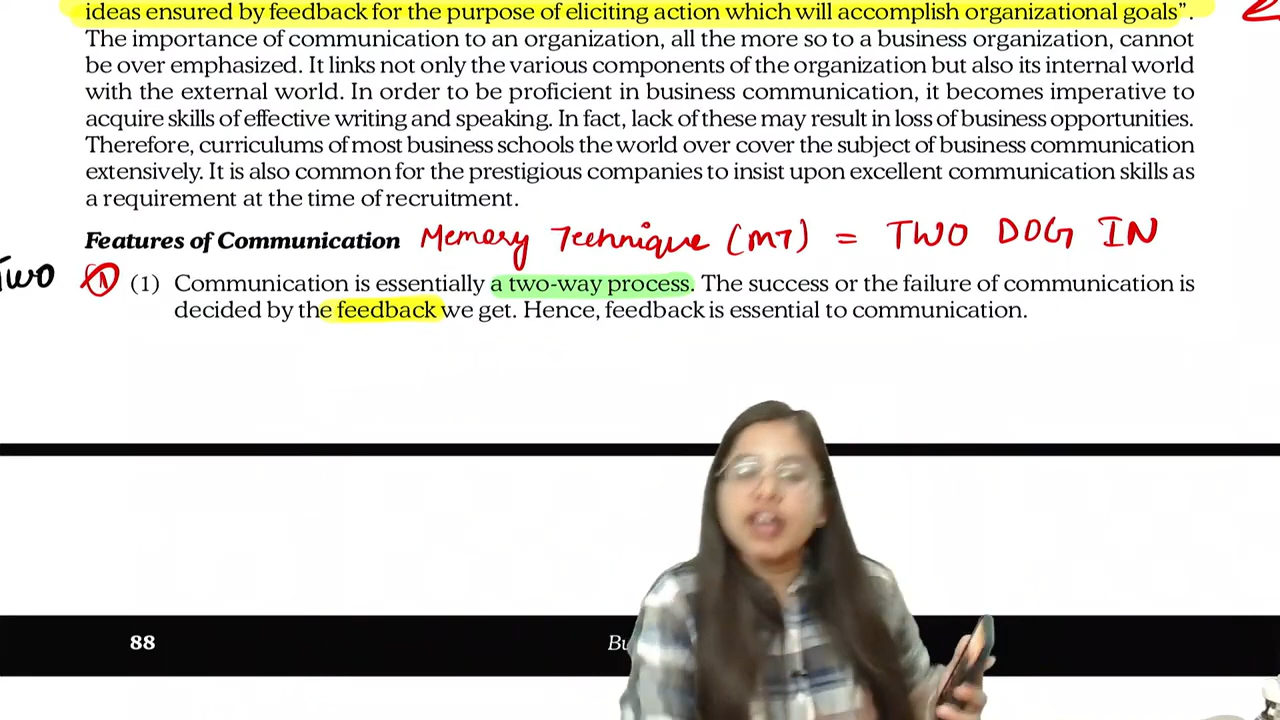 ideas ensured by feedback for the purpose of eliciting action which will accomplish organizational goals”.
The importance of communication to an organization, all the more so to a business organization, cannot
be over emphasized. It links not only the various components of the organization but also its internal world
with the external world. In order to be proficient in business communication, it becomes imperative to
acquire skills of effective writing and speaking. In fact, lack of these may result in loss of business opportunities.
Therefore, curriculums of most business schools the world over cover the subject of business communication
extensively. It is also common for the prestigious companies to insist upon excellent communication skills as
a requirement at the time of recruitment.
Features of Communication Memory Technique (MT) = TWO DOG IN
TWO (1) Communication is essentially a two-way process. The success or the failure of communication is
decided by the feedback we get. Hence, feedback is essential to communication.
88